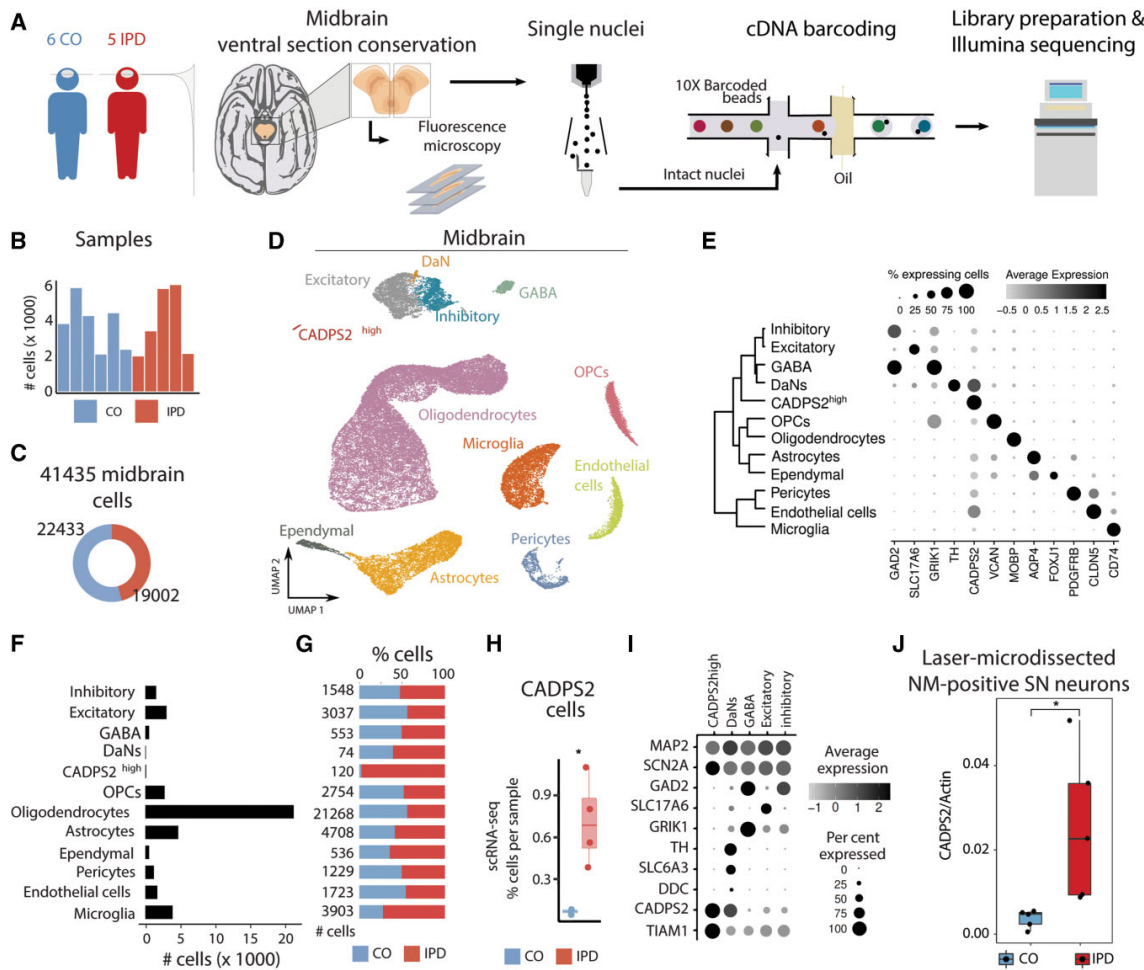 A
6 CO
5 IPD
Midbrain
ventral section conservation
Fluorescence
microscopy
Single nuclei
Intact nuclei
cDNA barcoding
10X Barcoded
beads
Oil
Library preparation &
Illumina sequencing
B
Samples
# cells (x 1000)
6
4
2
0
CO
IPD
C
41435 midbrain
cells
22433
19002
D
Midbrain
DaN
Excitatory
GABA
Inhibitory
CADPS2 high
OPCs
Oligodendrocytes
Microglia
Endothelial
cells
Ependymal
Pericytes
Astrocytes
UMAP 2
UMAP 1
E
% expressing cells
0 25 50 75 100
Average Expression
−0.5 0.5 1.5 2.5
Inhibitory
Excitatory
GABA
DaNs
CADPS2high
OPCs
Oligodendrocytes
Astrocytes
Ependymal
Pericytes
Endothelial cells
Microglia
GAD2
SLC17A6
GRIK1
TH
CADPS2
VCAN
MOBP
AQP4
FOXJ1
PDGFRB
CLDN5
CD74
F
Inhibitory
Excitatory
GABA
DaNs
CADPS2 high
OPCs
Oligodendrocytes
Astrocytes
Ependymal
Pericytes
Endothelial cells
Microglia
0 5 10 15 20
# cells (x 1000)
G
% cells
0 50 100
1548
3037
553
74
120
2754
21268
4708
536
1229
1723
3903
# cells
CO
IPD
H
CADPS2
cells
*
scRNA-seq
% cells per sample
0.9
0.6
0.3
CO
IPD
I
CADPS2high
DaNs
GABA
Excitatory
inhibitory
MAP2
SCN2A
GAD2
SLC17A6
GRIK1
TH
SLC6A3
DDC
CADPS2
TIAM1
Average
expression
−1 0 1 2
Per cent
expressed
0
25
50
75
100
J
Laser-microdissected
NM-positive SN neurons
*
CADPS2/Actin
0.04
0.02
0.00
CO
IPD